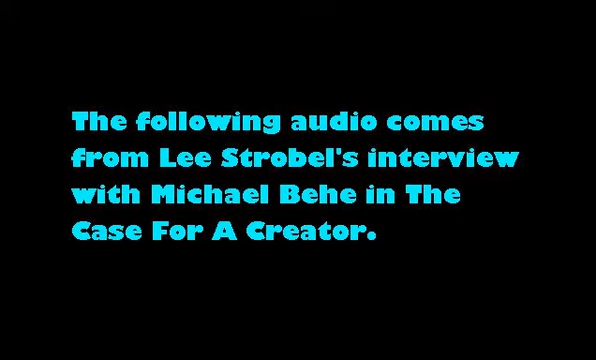 The following audio comes
from Lee Strobel's interview
with Michael Behe in The
Case For A Creator.